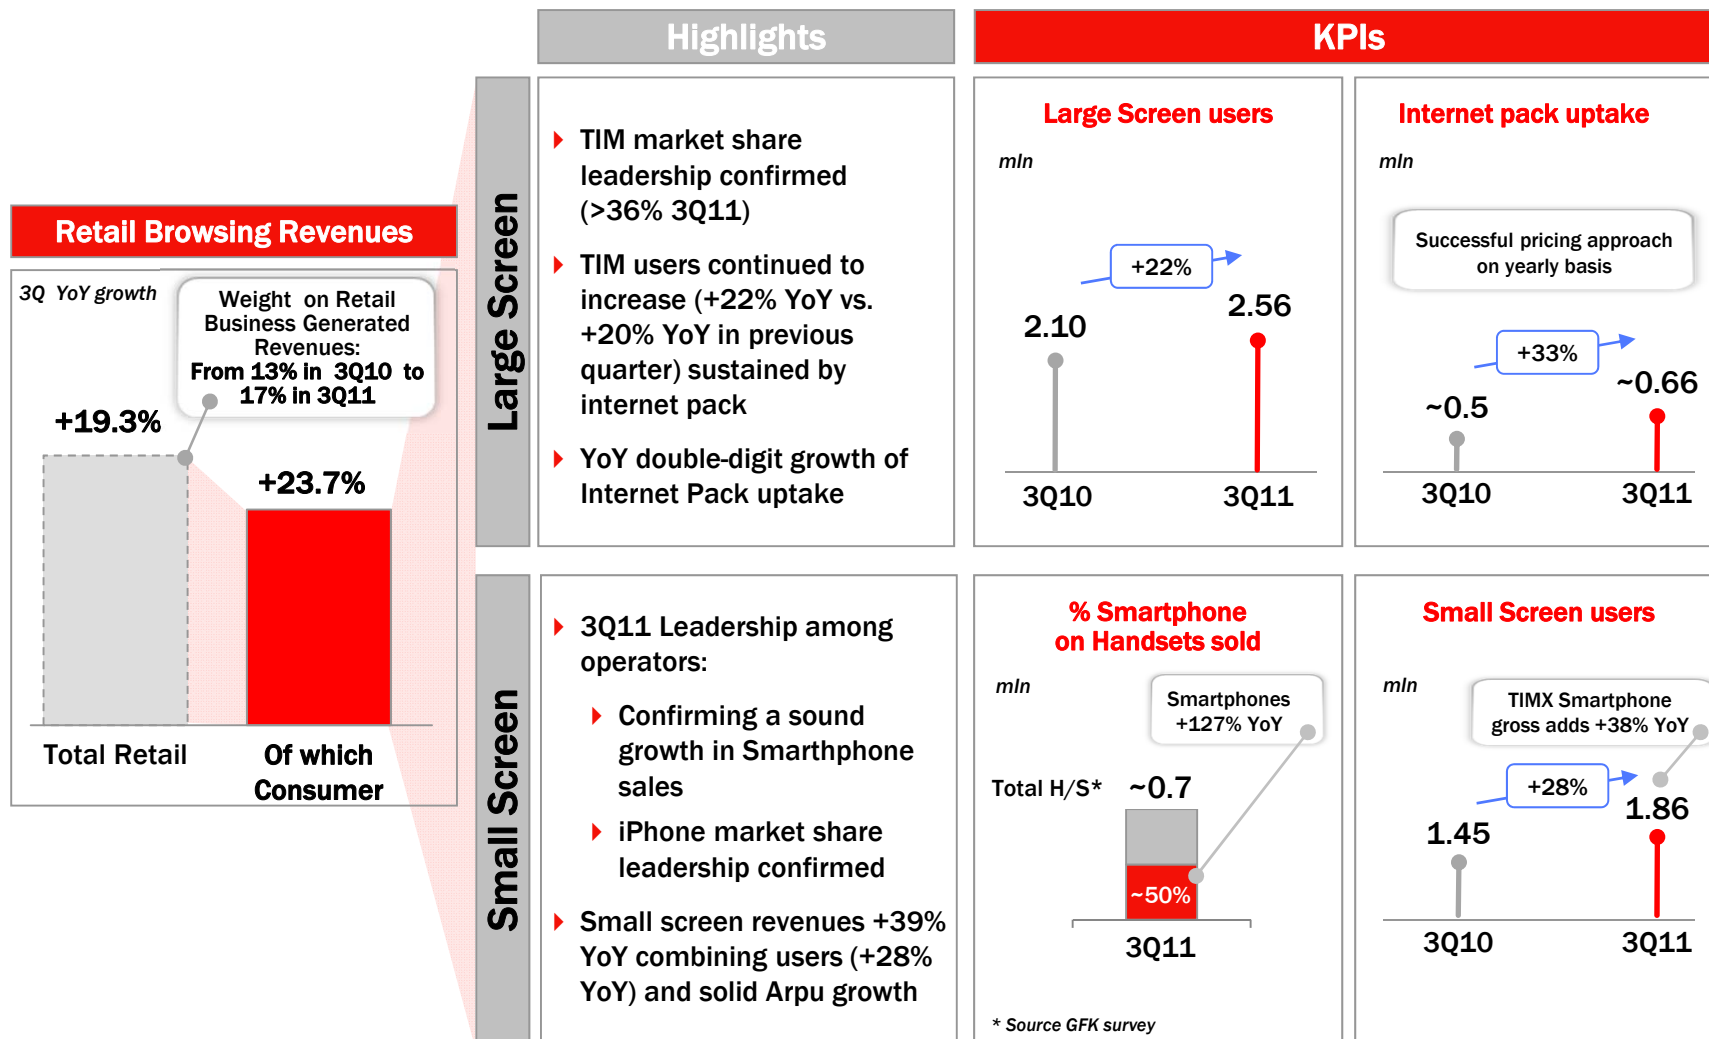 Highlights
KPIs
Retail Browsing Revenues
3Q YoY growth
Weight on Retail
Business Generated
Revenues:
From 13% in 3Q10 to
17% in 3Q11
+19.3%
+23.7%
Total Retail
Of which
Consumer
Large Screen
TIM market share
leadership confirmed
(>36% 3Q11)
TIM users continued to
increase (+22% YoY vs.
+20% YoY in previous
quarter) sustained by
internet pack
YoY double-digit growth of
Internet Pack uptake
Large Screen users
mln
+22%
2.10
2.56
3Q10
3Q11
Internet pack uptake
mln
Successful pricing approach
on yearly basis
+33%
~0.5
~0.66
3Q10
3Q11
Small Screen
3Q11 Leadership among
operators:
Confirming a sound
growth in Smarthphone
sales
iPhone market share
leadership confirmed
Small screen revenues +39%
YoY combining users (+28%
YoY) and solid Arpu growth
% Smartphone
on Handsets sold
mln
Smartphones
+127% YoY
Total H/S*
~0.7
~50%
3Q11
* Source GFK survey
Small Screen users
mln
TIMX Smartphone
gross adds +38% YoY
+28%
1.45
1.86
3Q10
3Q11